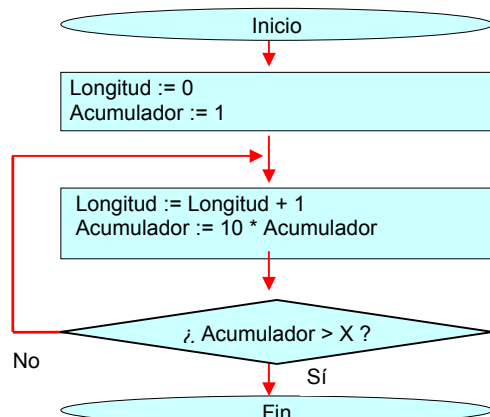 Inicio
Longitud := 0
Acumulador := 1
Longitud := Longitud + 1
Acumulador := 10 * Acumulador
¿ Acumulador > X ?
No
Sí
Fin